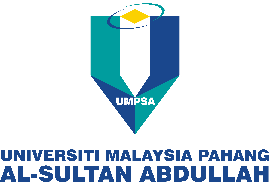 UMPSA
UNIVERSITI MALAYSIA PAHANG
AL-SULTAN ABDULLAH